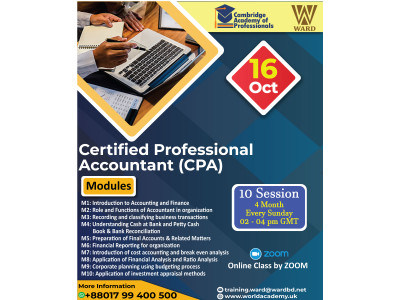 Cambridge
Academy of
Professionals
WARD
16
Oct
Certified Professional
Accountant (CPA)
Modules
M1: Introduction to Accounting and Finance
M2: Role and Functions of Accountant in organization
M3: Recording and classifying business transactions
M4: Understanding Cash at Bank and Petty Cash
Book & Bank Reconciliation
M5: Preparation of Final Accounts & Related Matters
M6: Financial Reporting for organization
M7: Introduction of cost accounting and break even analysis
M8: Application of Financial Analysis and Ratio Analysis
M9: Corporate planning using budgeting process
M10: Application of investment appraisal methods
10 Session
4 Month
Every Sunday
02 - 04 pm GMT
zoom
Online Class by ZOOM
More Information
+88017 99 400 500
training.ward@wardbd.net
www.worldacademy.uk